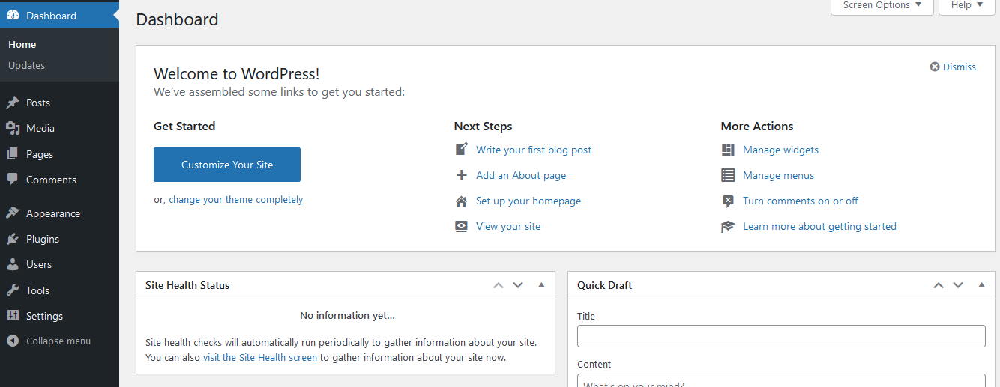 Dashboard
Home
Updates
Posts
Media
Pages
Comments
Appearance
Plugins
Users
Tools
Settings
Collapse menu
Screen Options
Help
Dashboard
Dismiss
Welcome to WordPress!
We've assembled some links to get you started:
Get Started
Customize Your Site
or, change your theme completely
Next Steps
Write your first blog post
Add an About page
Set up your homepage
View your site
More Actions
Manage widgets
Manage menus
Turn comments on or off
Learn more about getting started
Site Health Status
No information yet...
Site health checks will automatically run periodically to gather information about your site.
You can also visit the Site Health screen to gather information about your site now.
Quick Draft
Title
Content
What's on your mind?